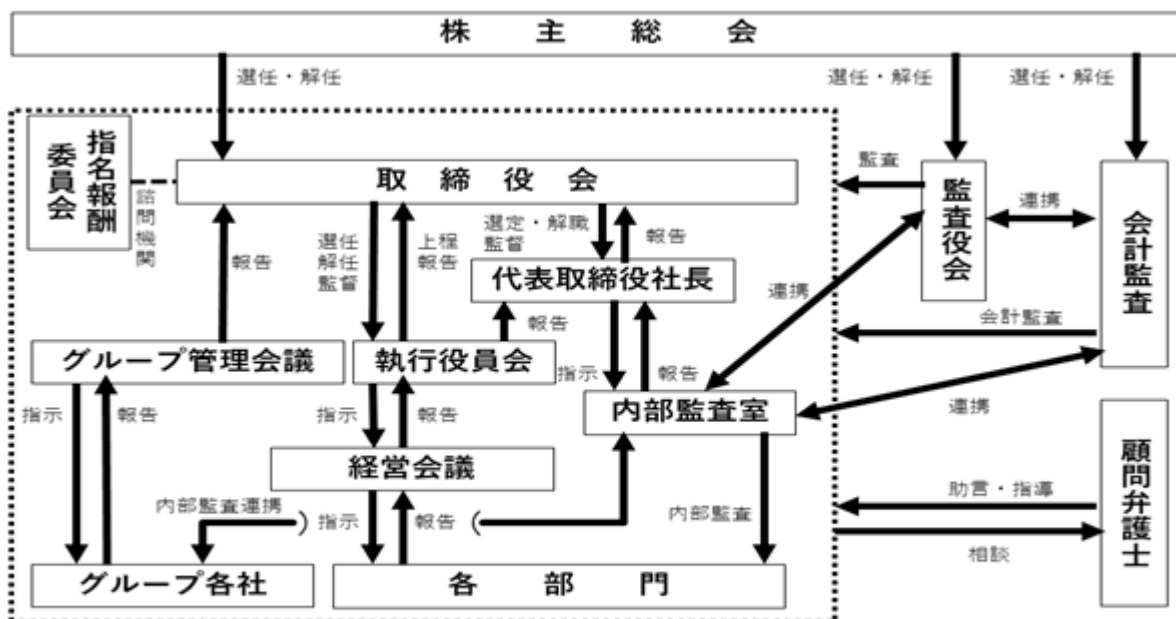 株主総会
選任・解任
選任・解任
選任・解任
指名報酬
委員会
諮問機関
取締役会
監査
監査役会
連携
会計監査
選任
解任
監督
上程
報告
選定・解職
監督
報告
報告
代表取締役社長
連携
会計監査
報告
グループ管理会議
執行役員会
指示
報告
内部監査室
連携
指示
報告
指示
報告
経営会議
顧問弁護士
助言・指導
相談
内部監査連携
指示
報告
内部監査
グループ各社
各部門